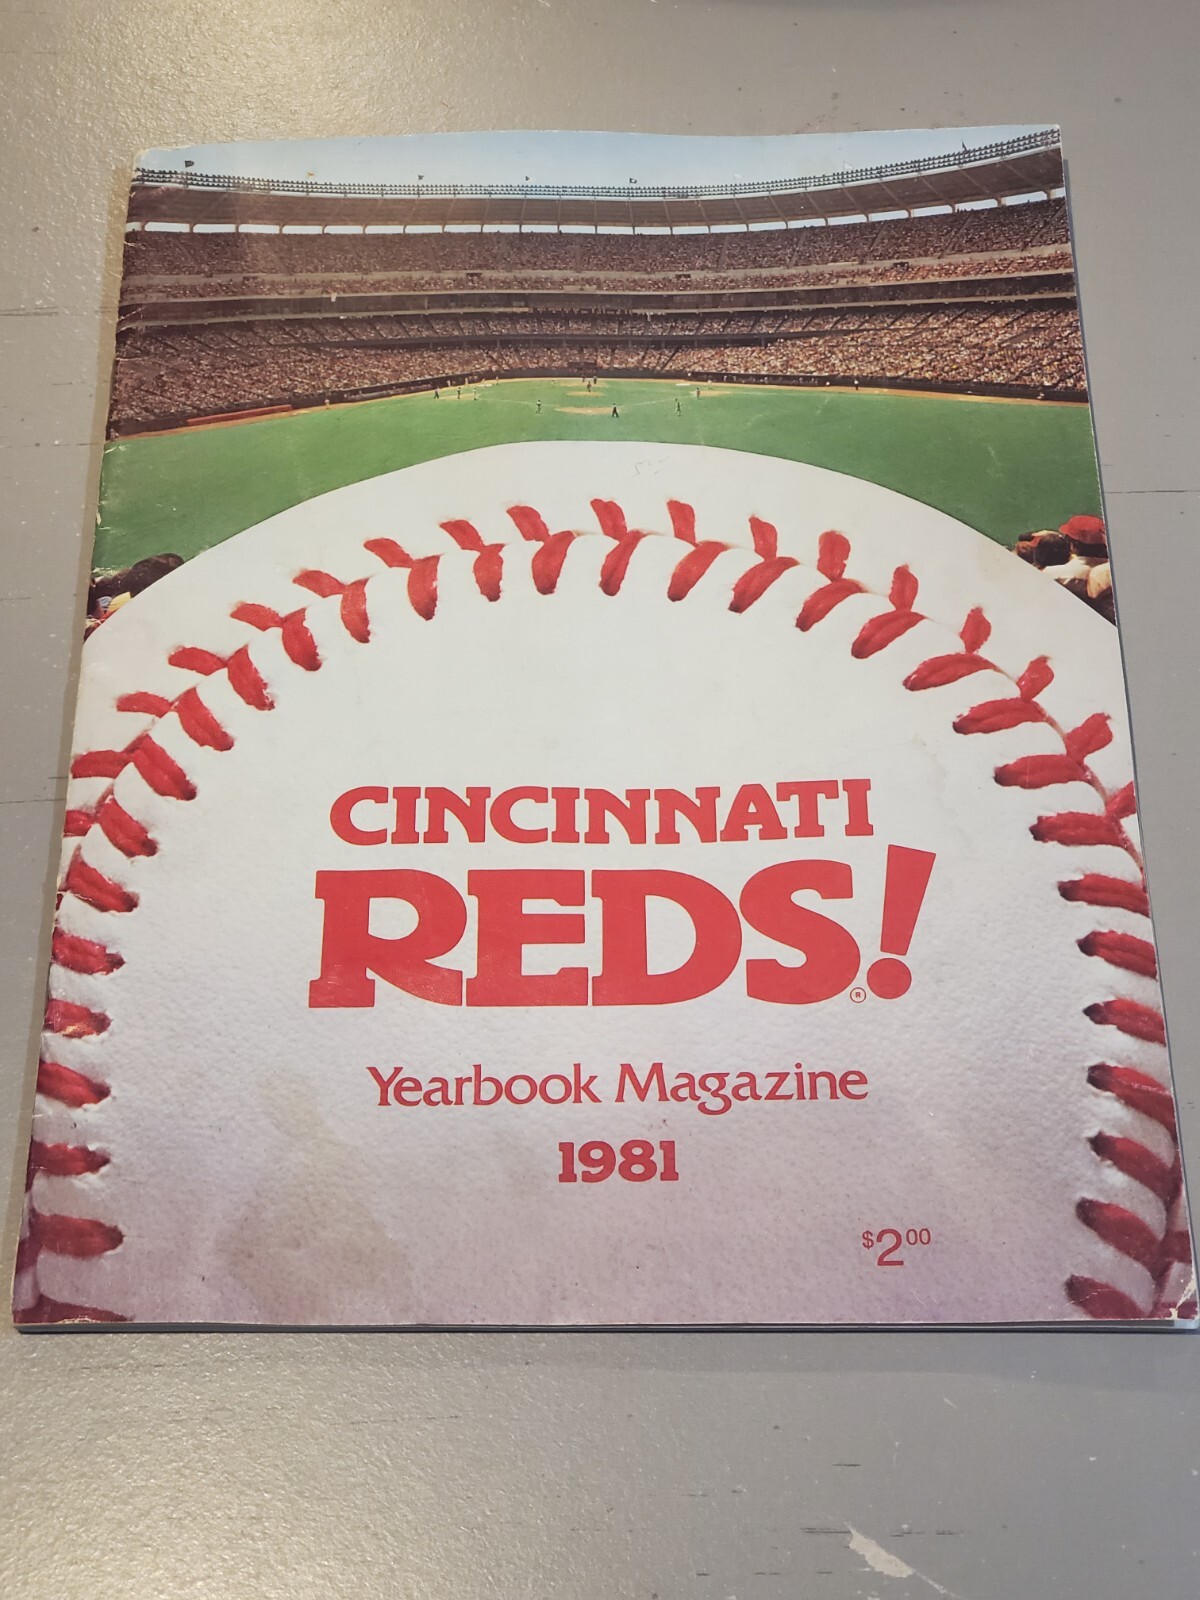 CINCINNATI
REDS!®
Yearbook Magazine
1981
$2.00